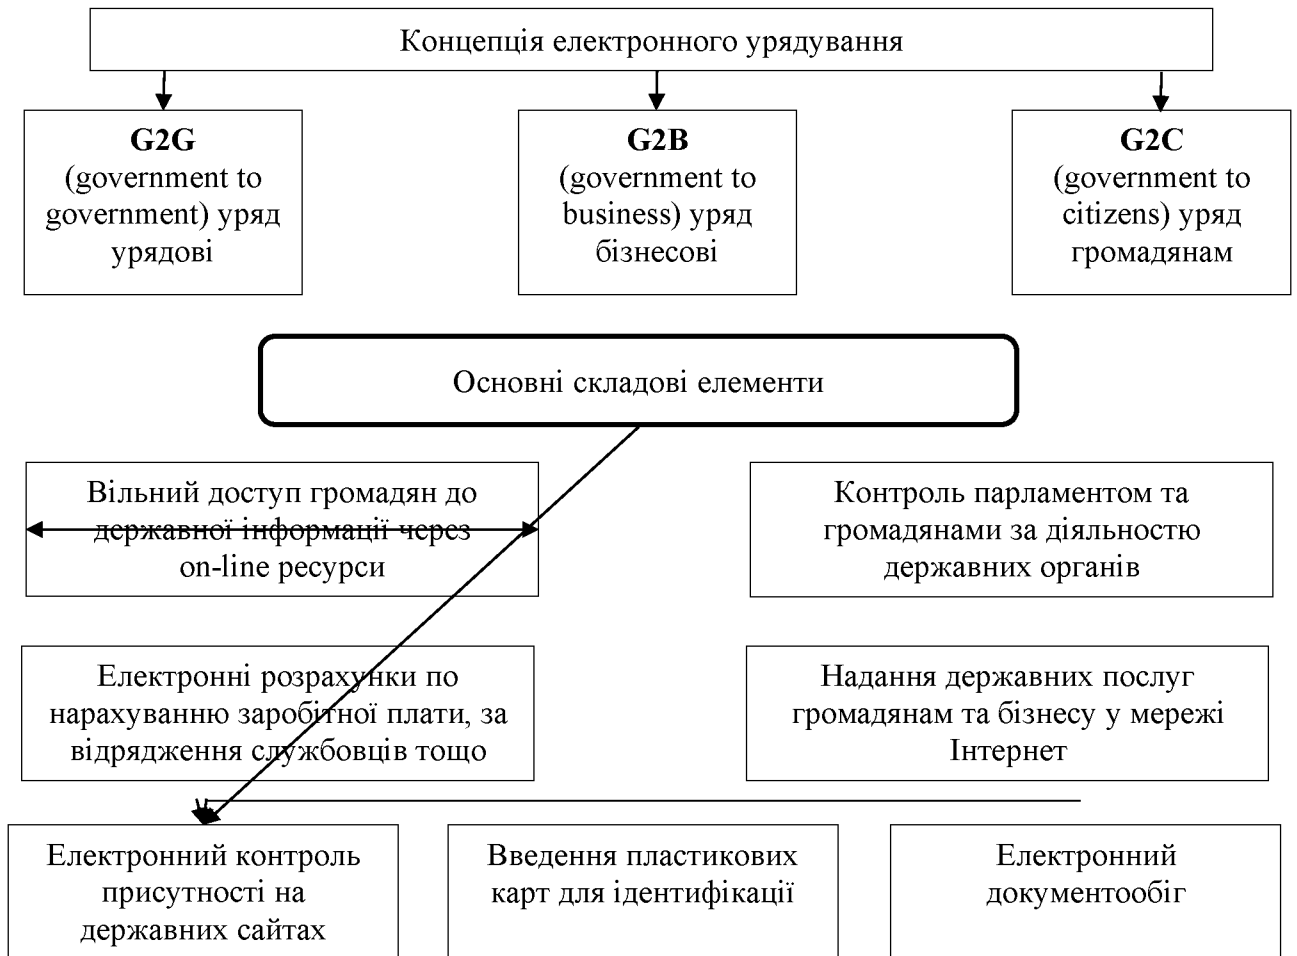 Концепція електронного урядування
G2G
(government to
government) уряд
урядові
G2B
(government to
business) уряд
бізнесові
G2C
(government to
citizens) уряд
громадянам
Основні складові елементи
Вільний доступ громадян до
державної інформації через
on-line ресурси
Контроль парламентом та
громадянами за діяльностю
державних органів
Електронні розрахунки по
нарахуванню заробітної плати, за
відрядження службовців тощо
Надання державних послуг
громадянам та бізнесу у мережі
Інтернет
Електронний контроль
присутності на
державних сайтах
Введення пластикових
карт для ідентифікації
Електронний
документообіг